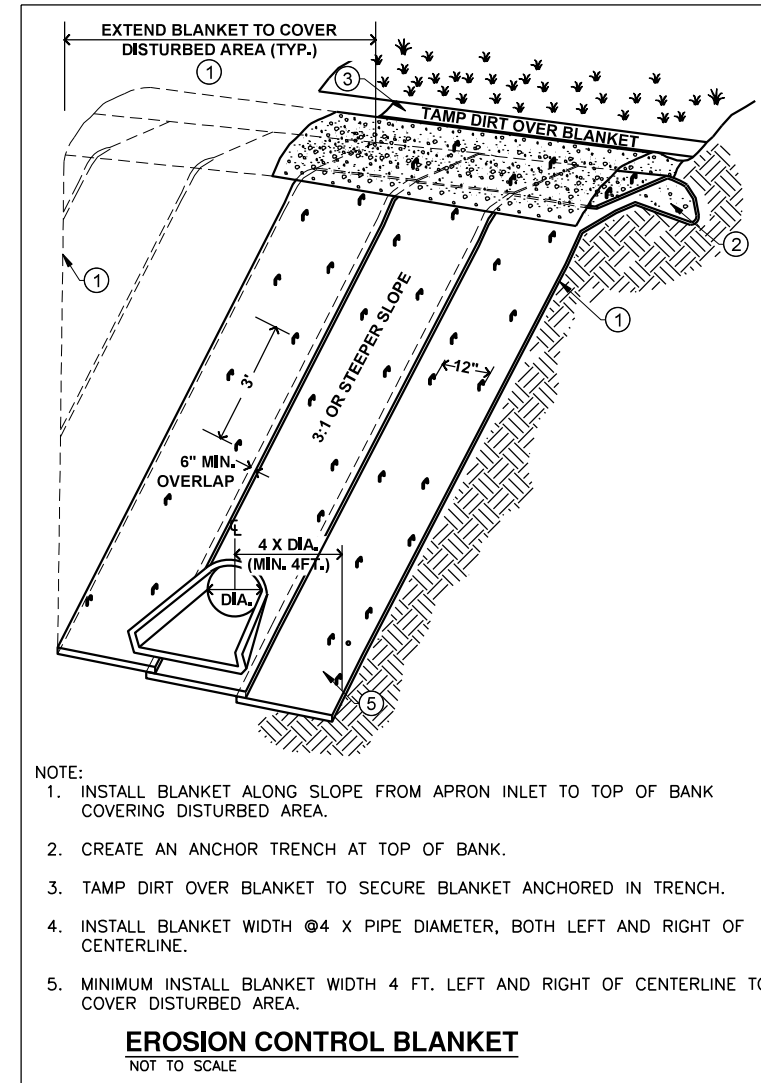 EXTEND BLANKET TO COVER
DISTURBED AREA (TYP.)
1
3
TAMP DIRT OVER BLANKET
2
1
1
3:1 OR STEEPER SLOPE
12"
3'
6" MIN.
OVERLAP
℄
4 X DIA.
(MIN. 4FT.)
DIA.
5
NOTE:
1. INSTALL BLANKET ALONG SLOPE FROM APRON INLET TO TOP OF BANK
COVERING DISTURBED AREA.
2. CREATE AN ANCHOR TRENCH AT TOP OF BANK.
3. TAMP DIRT OVER BLANKET TO SECURE BLANKET ANCHORED IN TRENCH.
4. INSTALL BLANKET WIDTH @4 X PIPE DIAMETER, BOTH LEFT AND RIGHT OF
CENTERLINE.
5. MINIMUM INSTALL BLANKET WIDTH 4 FT. LEFT AND RIGHT OF CENTERLINE TO
COVER DISTURBED AREA.
EROSION CONTROL BLANKET
NOT TO SCALE